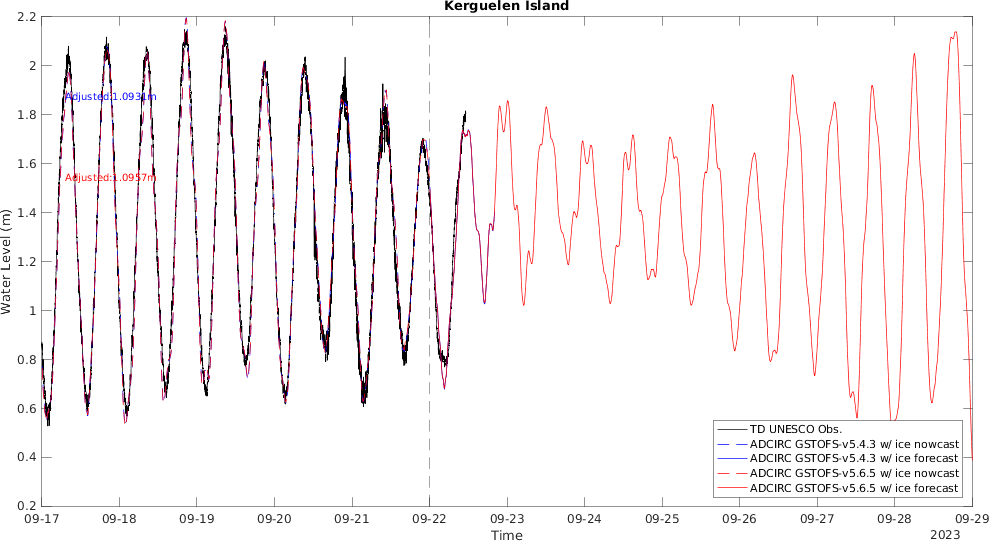 Kerguelen Island
2.2
2
1.8
1.6
1.4
1.2
1
0.8
0.6
0.4
0.2
Water Level (m)
Adjusted:1.0931m
Adjusted:1.0957m
TD UNESCO Obs.
ADCIRC GSTOFS-v5.4.3 w/ ice nowcast
ADCIRC GSTOFS-v5.4.3 w/ ice forecast
ADCIRC GSTOFS-v5.6.5 w/ ice nowcast
ADCIRC GSTOFS-v5.6.5 w/ ice forecast
09-17 09-18 09-19 09-20 09-21 09-22 09-23 09-24 09-25 09-26 09-27 09-28 09-29
Time
2023